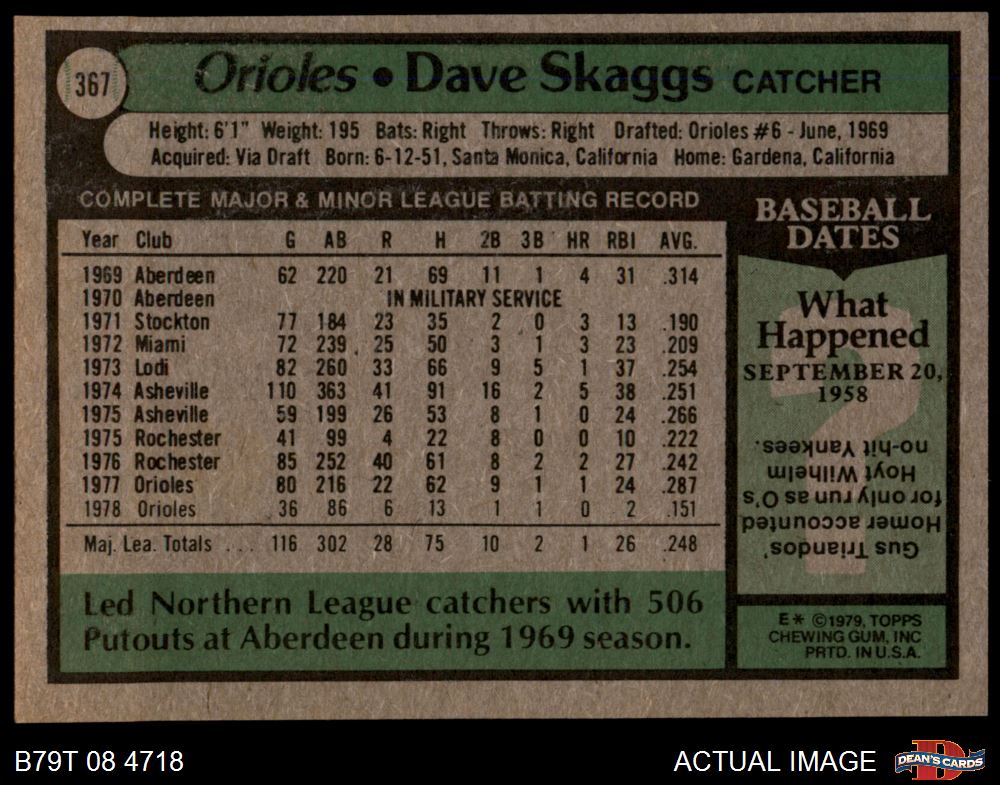 367
Orioles • Dave Skaggs CATCHER
Height: 6'1" Weight: 195 Bats: Right Throws: Right Drafted: Orioles #6 - June, 1969
Acquired: Via Draft Born: 6-12-51, Santa Monica, California Home: Gardena, California
COMPLETE MAJOR & MINOR LEAGUE BATTING RECORD
Year Club G AB R H 2B 3B HR RBI AVG.
1969 Aberdeen 62 220 21 69 11 1 4 31 .314
1970 Aberdeen IN MILITARY SERVICE
1971 Stockton 77 184 23 35 2 0 3 13 .190
1972 Miami 72 239 25 50 3 1 3 23 .209
1973 Lodi 82 260 33 66 9 5 1 37 .254
1974 Asheville 110 363 41 91 16 2 5 38 .251
1975 Asheville 59 199 26 53 8 1 0 24 .266
1975 Rochester 41 99 4 22 8 0 0 10 .222
1976 Rochester 85 252 40 61 8 2 2 27 .242
1977 Orioles 80 216 22 62 9 1 1 24 .287
1978 Orioles 36 86 6 13 1 1 0 2 .151
Maj. Lea. Totals ... 116 302 28 75 10 2 1 26 .248
Led Northern League catchers with 506
Putouts at Aberdeen during 1969 season.
BASEBALL
DATES
What
Happened
SEPTEMBER 20,
1958
Gus Triandos'
Homer accounted
for only run as O's
Hoyt Wilhelm
no-hit Yankees.
E* ©1979, TOPPS
CHEWING GUM, INC
PRTD. IN U.S.A.
B79T 08 4718
ACTUAL IMAGE
D
DEAN'S CARDS